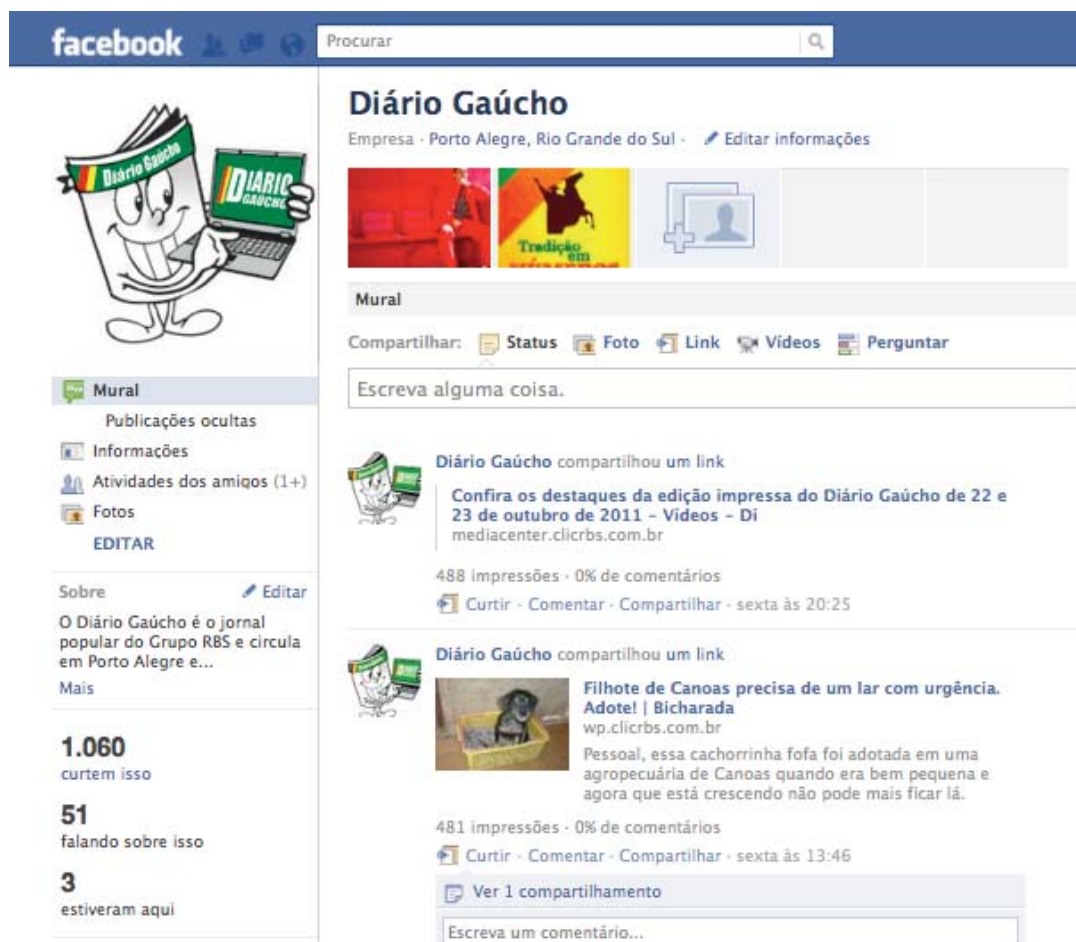 facebook
Procurar
Diário Gaúcho
DIARIO
GAÚCHO
Mural
Publicações ocultas
Informações
Atividades dos amigos (1+)
Fotos
EDITAR
Sobre
Editar
O Diário Gaúcho é o jornal
popular do Grupo RBS e circula
em Porto Alegre e...
Mais
1.060
curtem isso
51
falando sobre isso
3
estiveram aqui
Diário Gaúcho
Empresa · Porto Alegre, Rio Grande do Sul · Editar informações
Tradição
em
NÚMEROS
Mural
Compartilhar: Status Foto Link Vídeos Perguntar
Escreva alguma coisa.
Diário Gaúcho compartilhou um link
Confira os destaques da edição impressa do Diário Gaúcho de 22 e
23 de outubro de 2011 – Vídeos – Di
mediacenter.clicrbs.com.br
488 impressões · 0% de comentários
Curtir · Comentar · Compartilhar · sexta às 20:25
Diário Gaúcho compartilhou um link
Filhote de Canoas precisa de um lar com urgência.
Adote! | Bicharada
wp.clicrbs.com.br
Pessoal, essa cachorrinha fofa foi adotada em uma
agropecuária de Canoas quando era bem pequena e
agora que está crescendo não pode mais ficar lá.
481 impressões · 0% de comentários
Curtir · Comentar · Compartilhar · sexta às 13:46
Ver 1 compartilhamento
Escreva um comentário...